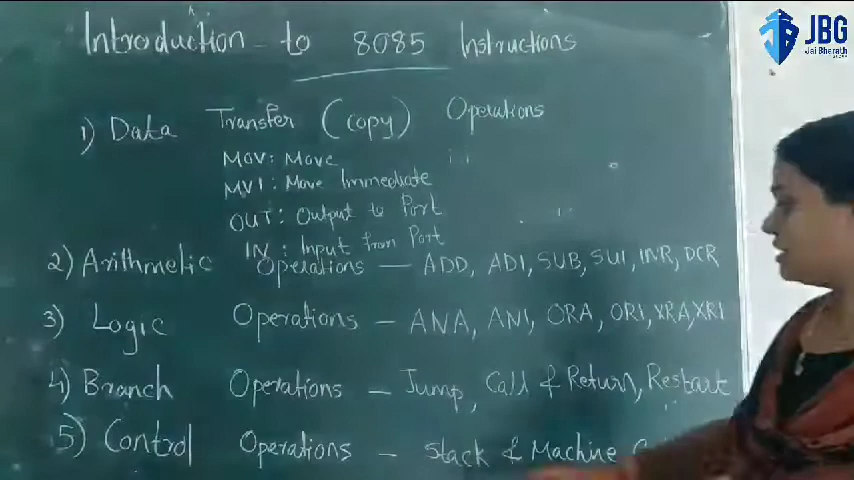 Introduction to 8085 Instructions
JBG
Jai Bharath
1) Data Transfer (copy) Operations
MOV: Move
MVI: Move Immediate
OUT: Output to Port
IN: Input from Port
2) Arithmetic Operations — ADD, ADI, SUB, SUI, INR, DCR
3) Logic Operations — ANA, ANI, ORA, ORI, XRA, XRI
4) Branch Operations — Jump, Call & Return, Restart
5) Control Operations — Stack & Machine